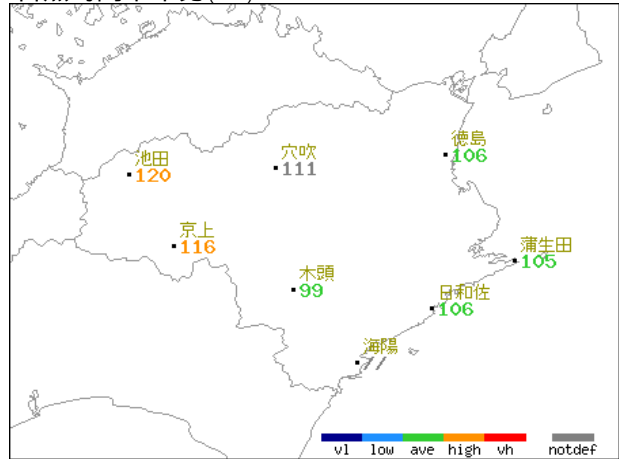 徳島
106
穴吹
111
池田
120
京上
116
蒲生田
105
木頭
99
日和佐
106
海陽
//
vl low ave high vh notdef